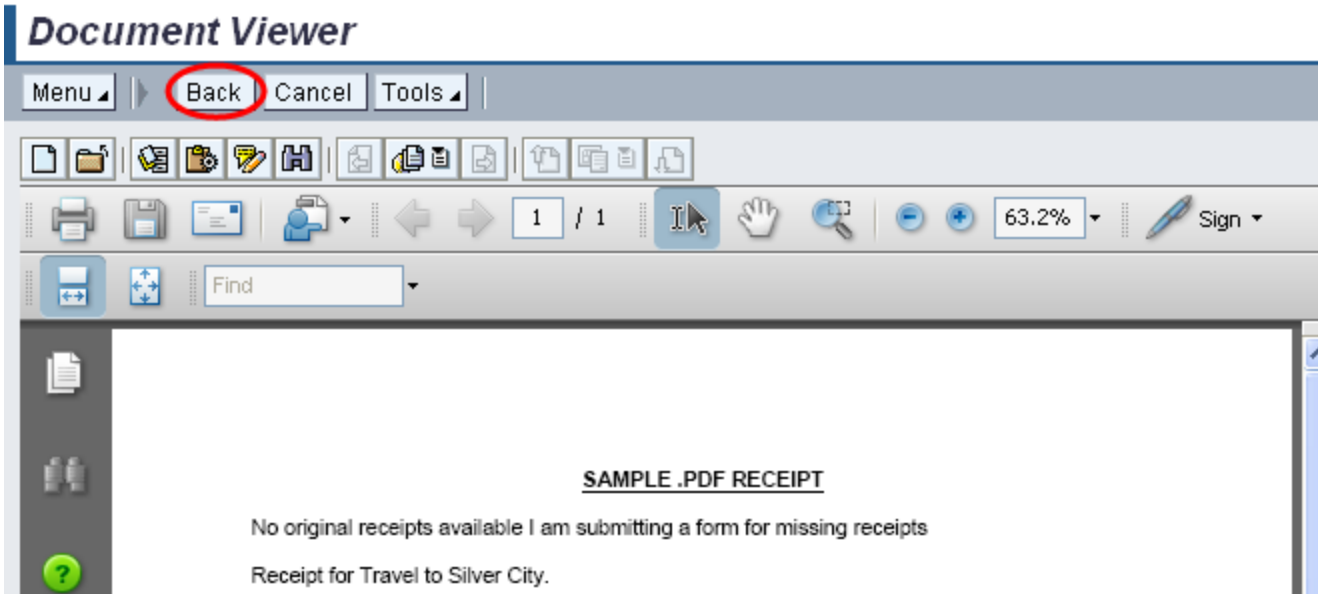 Document Viewer
Menu Back Cancel Tools
1 / 1 63.2% Sign
Find
SAMPLE .PDF RECEIPT
No original receipts available I am submitting a form for missing receipts
? Receipt for Travel to Silver City.